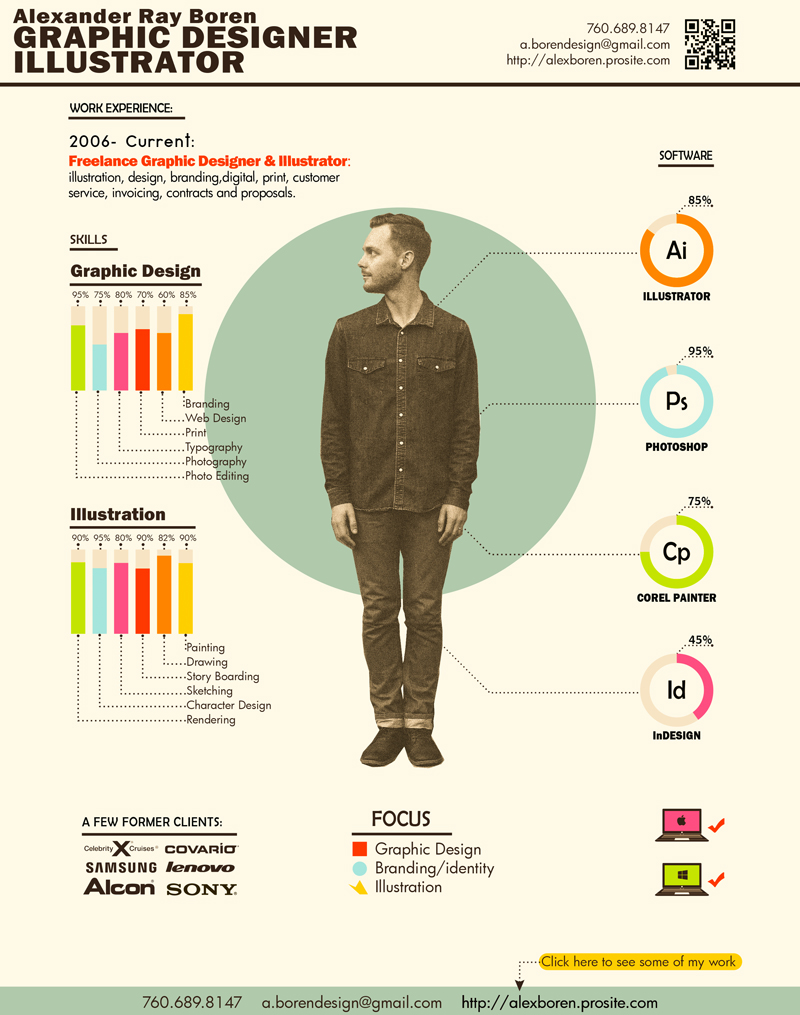 Alexander Ray Boren
GRAPHIC DESIGNER
ILLUSTRATOR
760.689.8147
a.borendesign@gmail.com
http://alexboren.prosite.com
WORK EXPERIENCE:
2006- Current:
Freelance Graphic Designer & Illustrator:
illustration, design, branding,digital, print, customer
service, invoicing, contracts and proposals.
SKILLS
Graphic Design
95% 75% 80% 70% 60% 85%
Branding
Web Design
Print
Typography
Photography
Photo Editing
Illustration
90% 95% 80% 90% 82% 90%
Painting
Drawing
Story Boarding
Sketching
Character Design
Rendering
SOFTWARE
85%
Ai
ILLUSTRATOR
95%
Ps
PHOTOSHOP
75%
Cp
COREL PAINTER
45%
Id
InDESIGN
A FEW FORMER CLIENTS:
Celebrity X Cruises®
COVARIO
SAMSUNG
lenovo
Alcon
SONY
FOCUS
Graphic Design
Branding/identity
Illustration
Click here to see some of my work
760.689.8147 a.borendesign@gmail.com http://alexboren.prosite.com